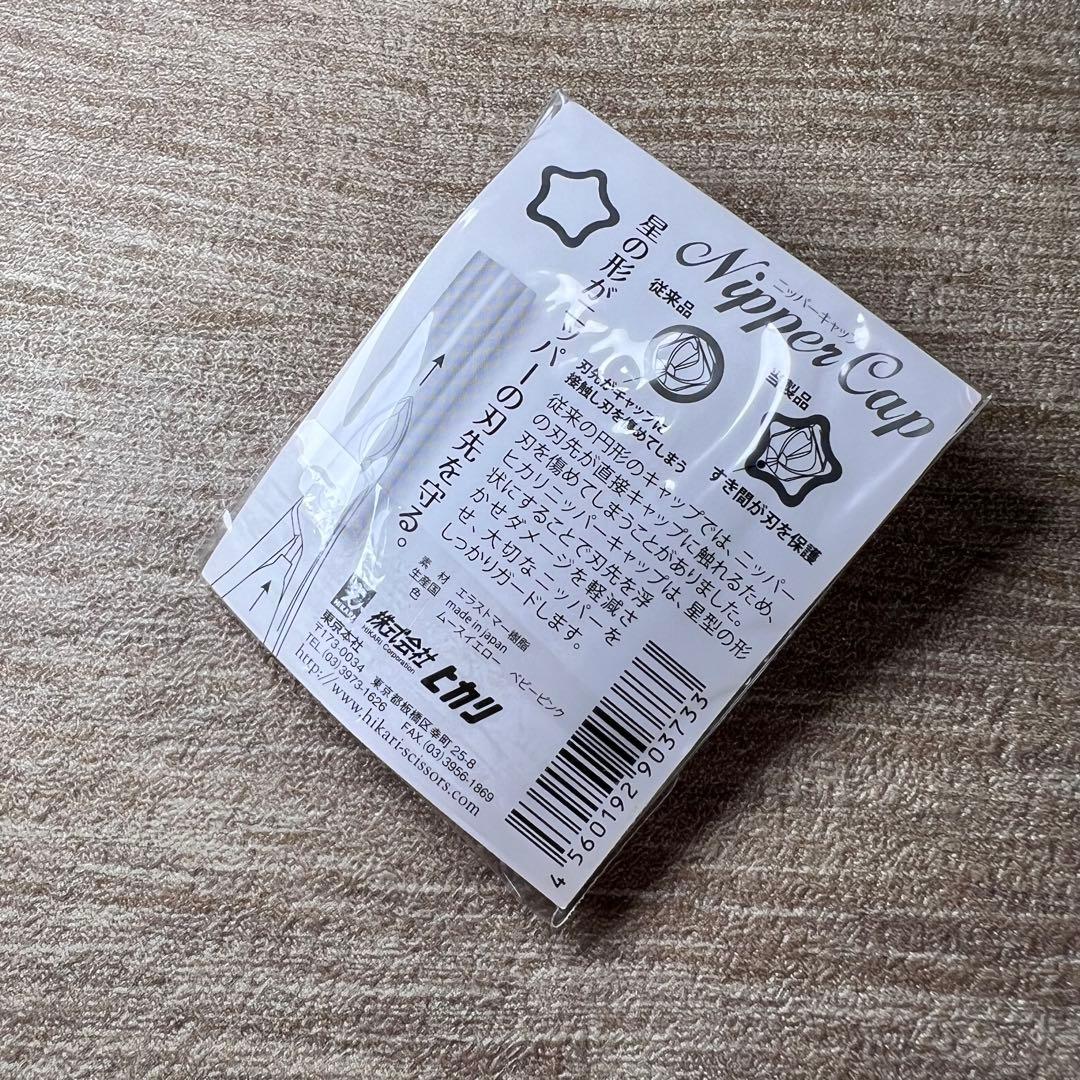 Nipper Cap
ニッパーキャップ
星の形がニッパーの刃先を守る。
従来品
刃先がキャップに
接触し刃を傷めてしまう
当製品
すき間が刃を保護
従来の円形のキャップでは、ニッパー
の刃先が直接キャップに触れるため、
刃を傷めてしまうことがありました。
ヒカリニッパーキャップは、星型の形
状にすることで刃先を浮
かせダメージを軽減さ
せ、大切なニッパーを
しっかりガードします。
素材 エラストマー樹脂
生産国 made in japan
色 ムースイエロー ベビーピンク
HIKARI Corporation
株式会社 ヒカリ
東京本社
〒173-0034 東京都板橋区幸町25-8
TEL (03)3973-1626 FAX (03)3956-1869
http://www.hikari-scissors.com
4 560192 903733